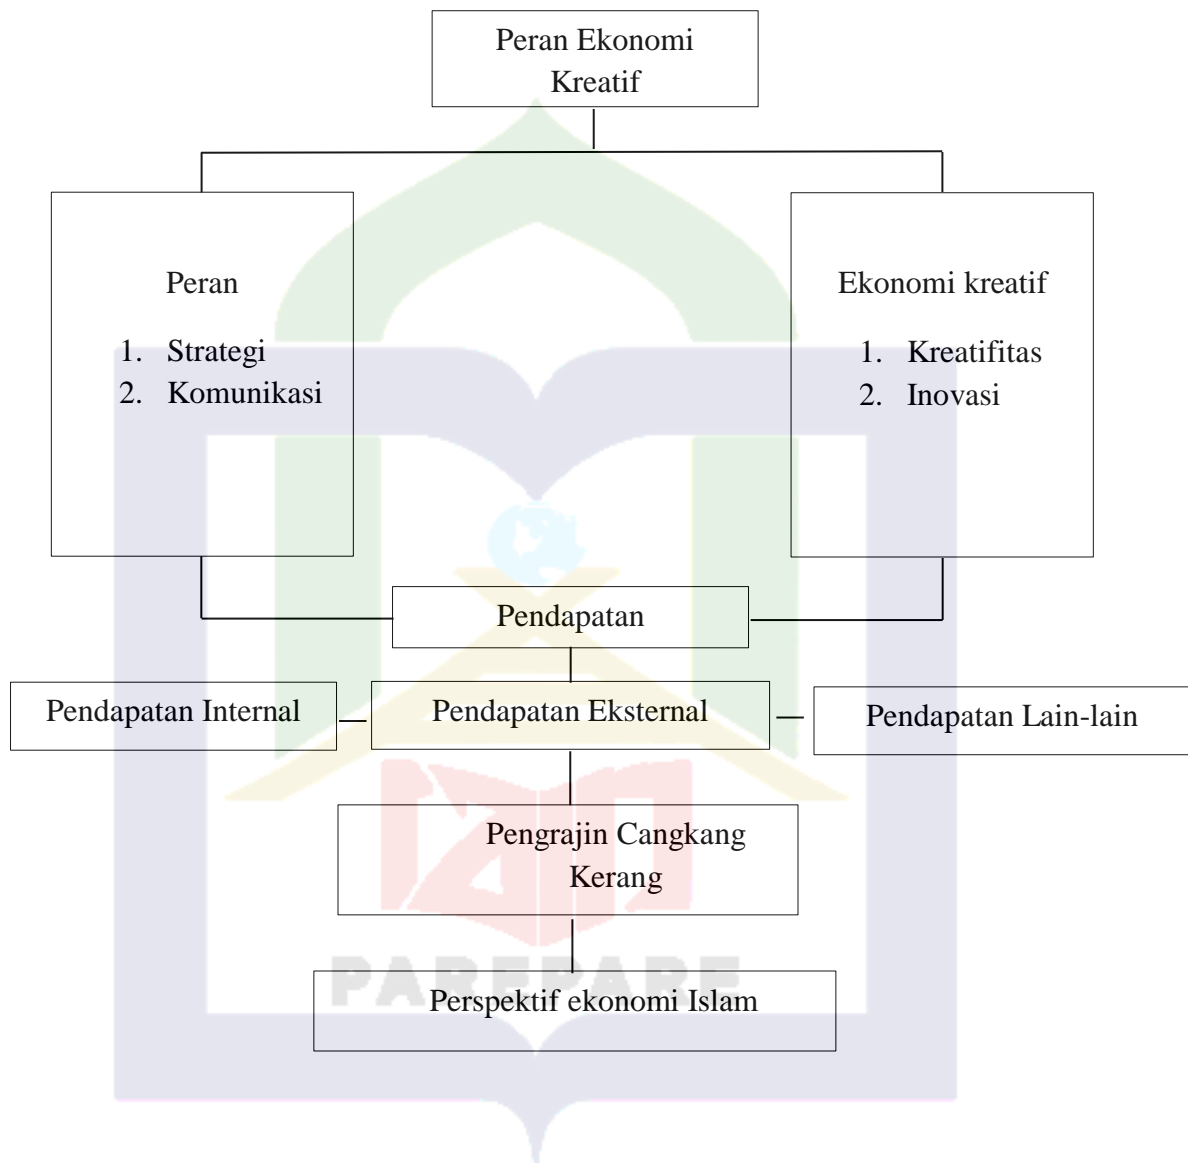 Peran Ekonomi
Kreatif
Peran
1. Strategi
2. Komunikasi
Ekonomi kreatif
1. Kreatifitas
2. Inovasi
Pendapatan
Pendapatan Internal
Pendapatan Eksternal
Pendapatan Lain-lain
Pengrajin Cangkang
Kerang
PAREPARE
Perspektif ekonomi Islam